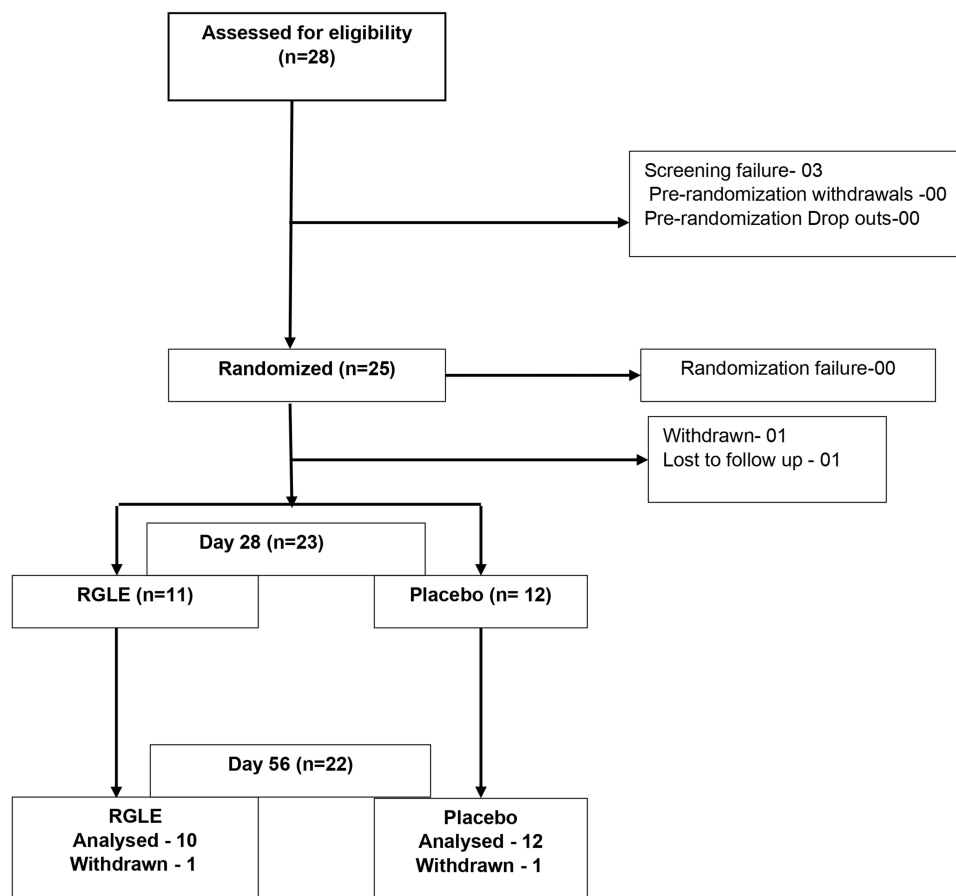 Assessed for eligibility
(n=28)
Screening failure- 03
Pre-randomization withdrawals -00
Pre-randomization Drop outs-00
Randomized (n=25)
Randomization failure-00
Withdrawn- 01
Lost to follow up - 01
Day 28 (n=23)
RGLE (n=11)
Placebo (n= 12)
Day 56 (n=22)
RGLE
Analysed - 10
Withdrawn - 1
Placebo
Analysed - 12
Withdrawn - 1